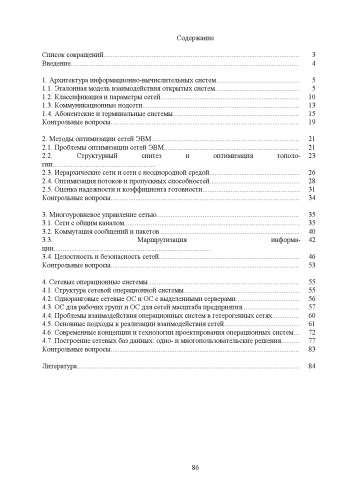 Содержание
Список сокращений 3
Введение 4
1. Архитектура информационно-вычислительных систем 5
1.1. Эталонная модель взаимодействия открытых систем 5
1.2. Классификация и параметры сетей 10
1.3. Коммуникационные подсети 13
1.4. Абонентские и терминальные системы 15
Контрольные вопросы 19
2. Методы оптимизации сетей ЭВМ 21
2.1. Проблемы оптимизации сетей ЭВМ 21
2.2. Структурный синтез и оптимизация тополо- 23
гии
2.3. Иерархические сети и сети с неоднородной средой 26
2.4. Оптимизация потоков и пропускных способностей 28
2.5. Оценка надежности и коэффициента готовности 31
Контрольные вопросы 34
3. Многоуровневое управление сетью 35
3.1. Сети с общим каналом 35
3.2. Коммутация сообщений и пакетов 40
3.3. Маршрутизация информа- 42
ции
3.4. Целостность и безопасность сетей 46
Контрольные вопросы 53
4. Сетевые операционные системы 55
4.1. Структура сетевой операционной системы 55
4.2. Одноранговые сетевые ОС и ОС с выделенными серверами 56
4.3. ОС для рабочих групп и ОС для сетей масштаба предприятия 57
4.4. Проблемы взаимодействия операционных систем в гетерогенных сетях 60
4.5. Основные подходы к реализации взаимодействия сетей 61
4.6. Современные концепции и технологии проектирования операционных систем 72
4.7. Построение сетевых баз данных: одно- и многопользовательские решения 77
Контрольные вопросы 83
Литература 84
86